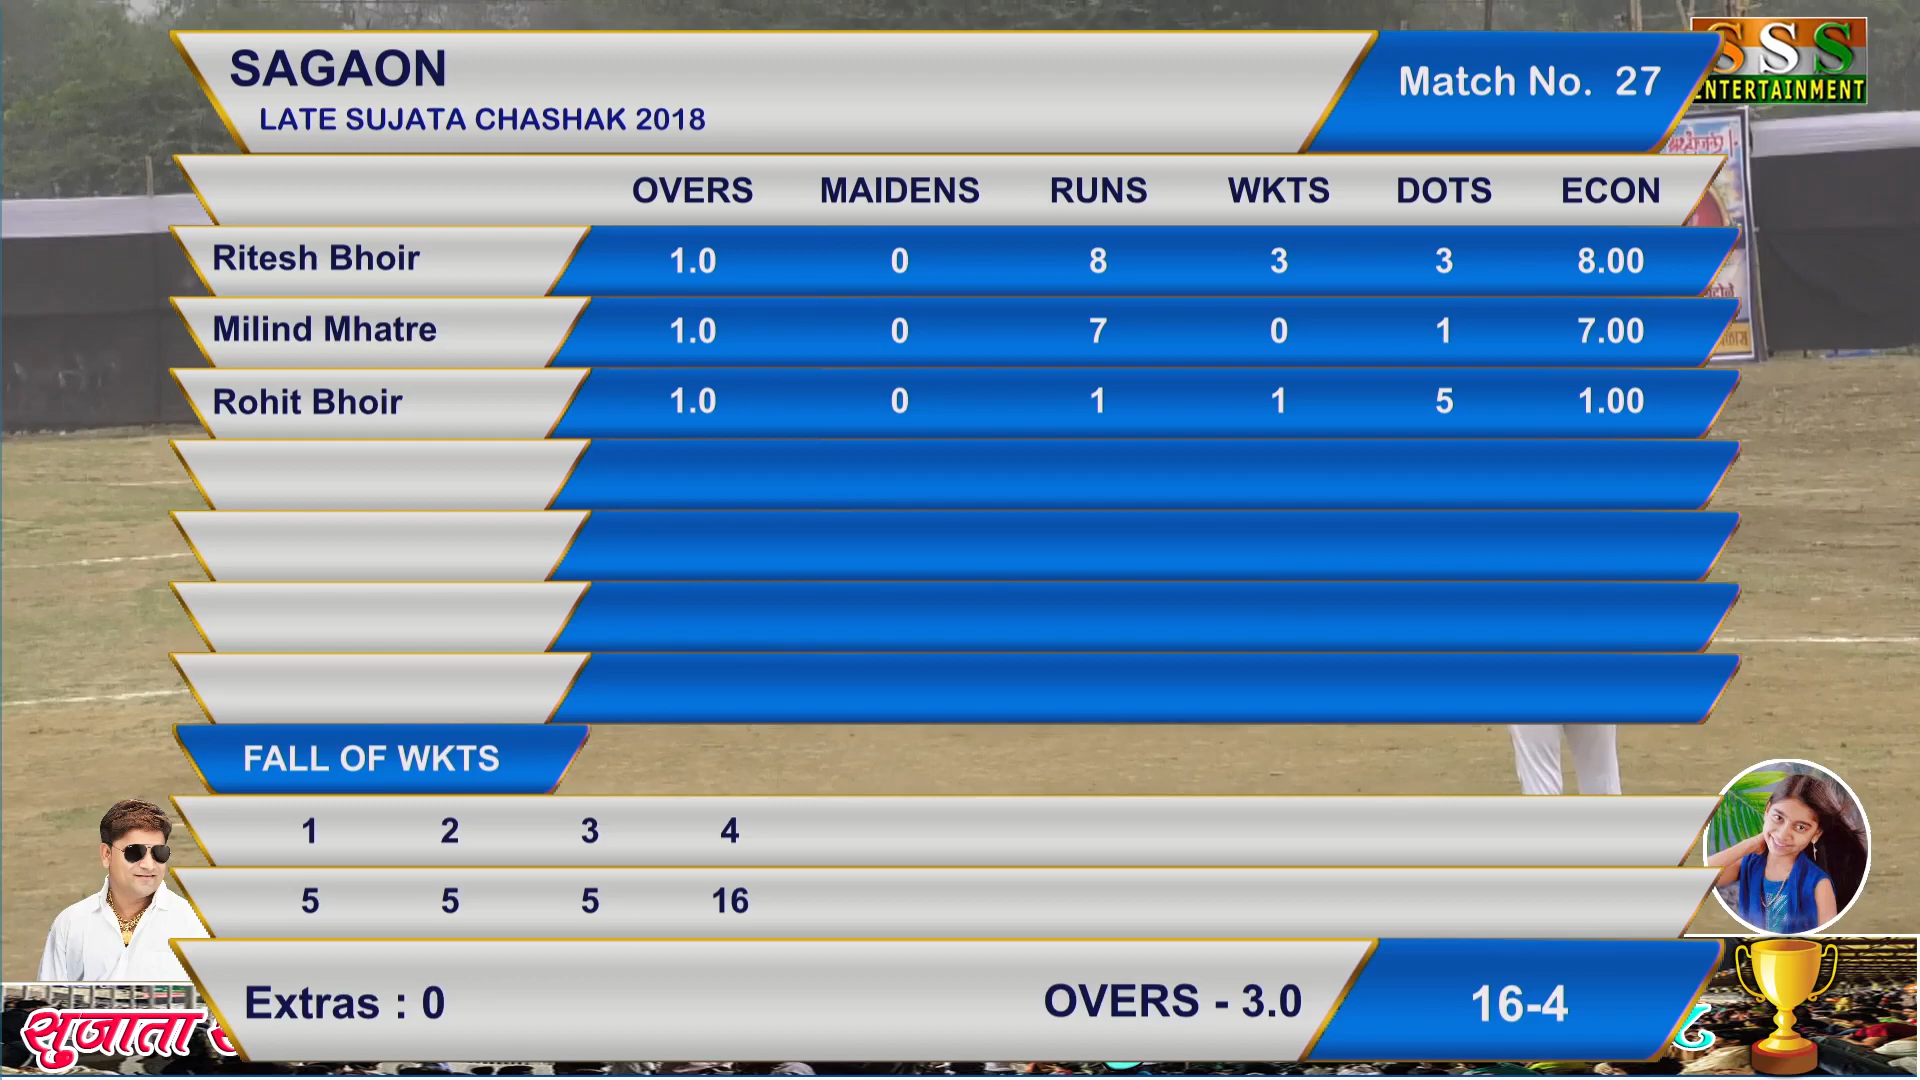 SAGAON
LATE SUJATA CHASHAK 2018
Match No. 27
SSS
ENTERTAINMENT
OVERS MAIDENS RUNS WKTS DOTS ECON
Ritesh Bhoir 1.0 0 8 3 3 8.00
Milind Mhatre 1.0 0 7 0 1 7.00
Rohit Bhoir 1.0 0 1 1 5 1.00
FALL OF WKTS
1 2 3 4
5 5 5 16
Extras : 0
OVERS - 3.0
16-4
सुजाता